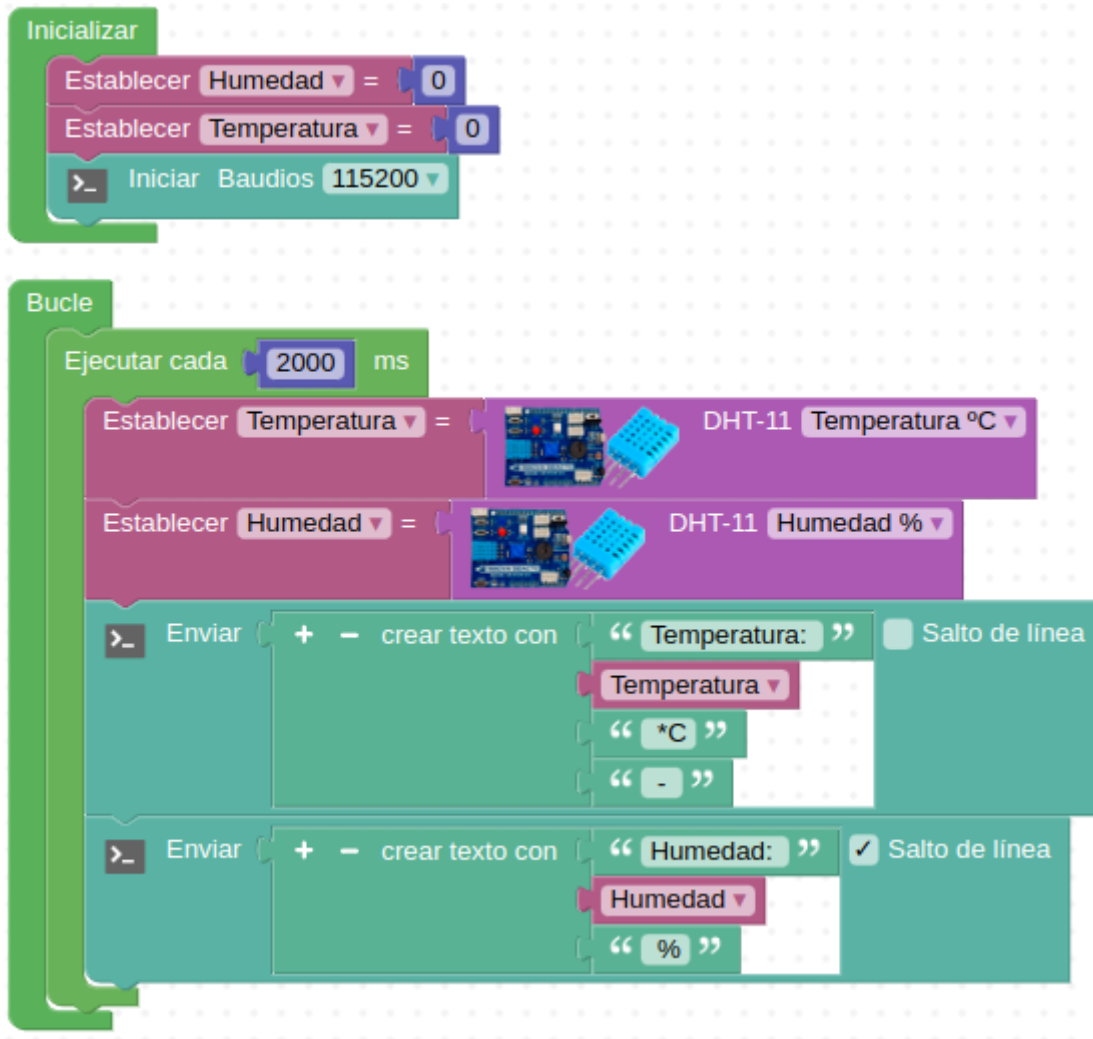 Inicializar
Establecer Humedad ▾ = 0
Establecer Temperatura ▾ = 0
>_ Iniciar Baudios 115200 ▾
Bucle
Ejecutar cada 2000 ms
Establecer Temperatura ▾ = DHT-11 Temperatura ºC ▾
Establecer Humedad ▾ = DHT-11 Humedad % ▾
>_ Enviar + − crear texto con “ Temperatura: ” Salto de línea
Temperatura ▾
“ *C ”
“ - ”
>_ Enviar + − crear texto con “ Humedad: ” ✓ Salto de línea
Humedad ▾
“ % ”